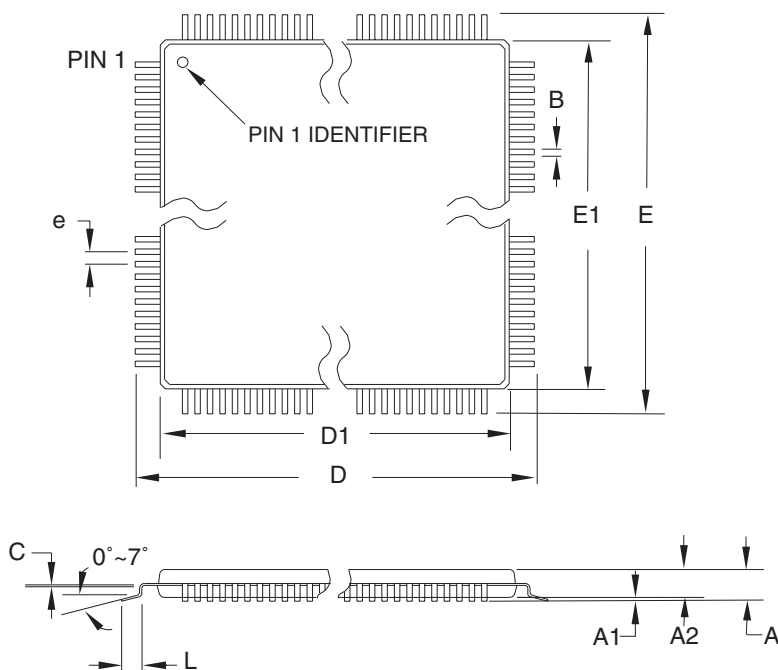 PIN 1
PIN 1 IDENTIFIER
B
e
E1
E
D1
D
C
0°~7°
L
A1
A2
A